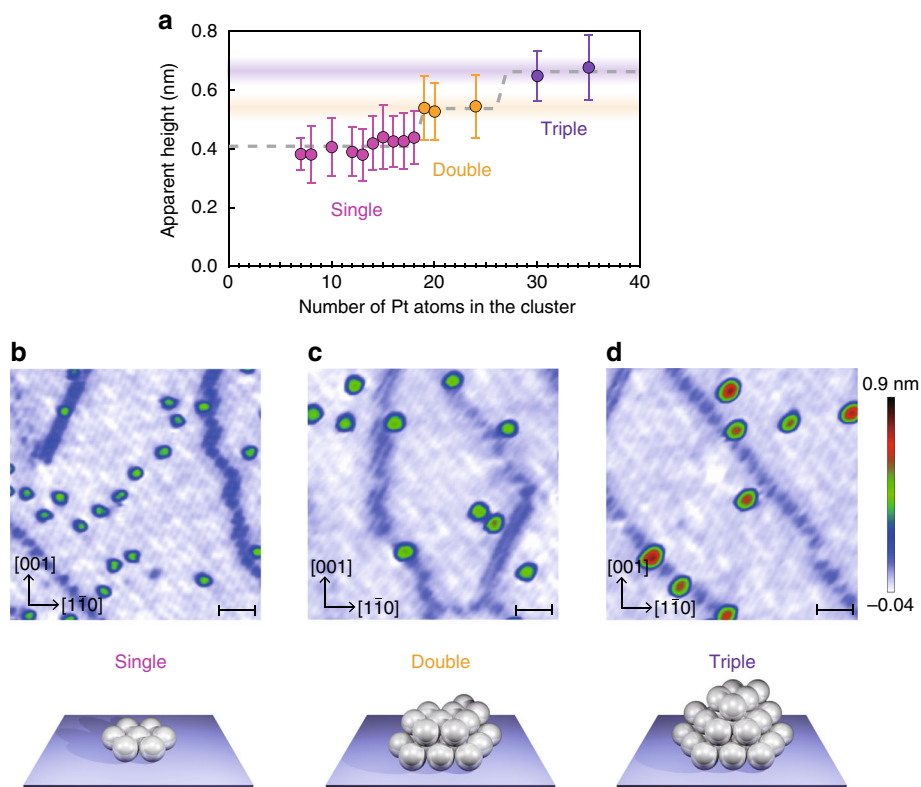 a
0.8
0.6
0.4
0.2
0.0
Apparent height (nm)
Single
Double
Triple
0 10 20 30 40
Number of Pt atoms in the cluster
b c d
0.9 nm
−0.04
[001]
[11̄0]
[001]
[11̄0]
[001]
[11̄0]
Single Double Triple